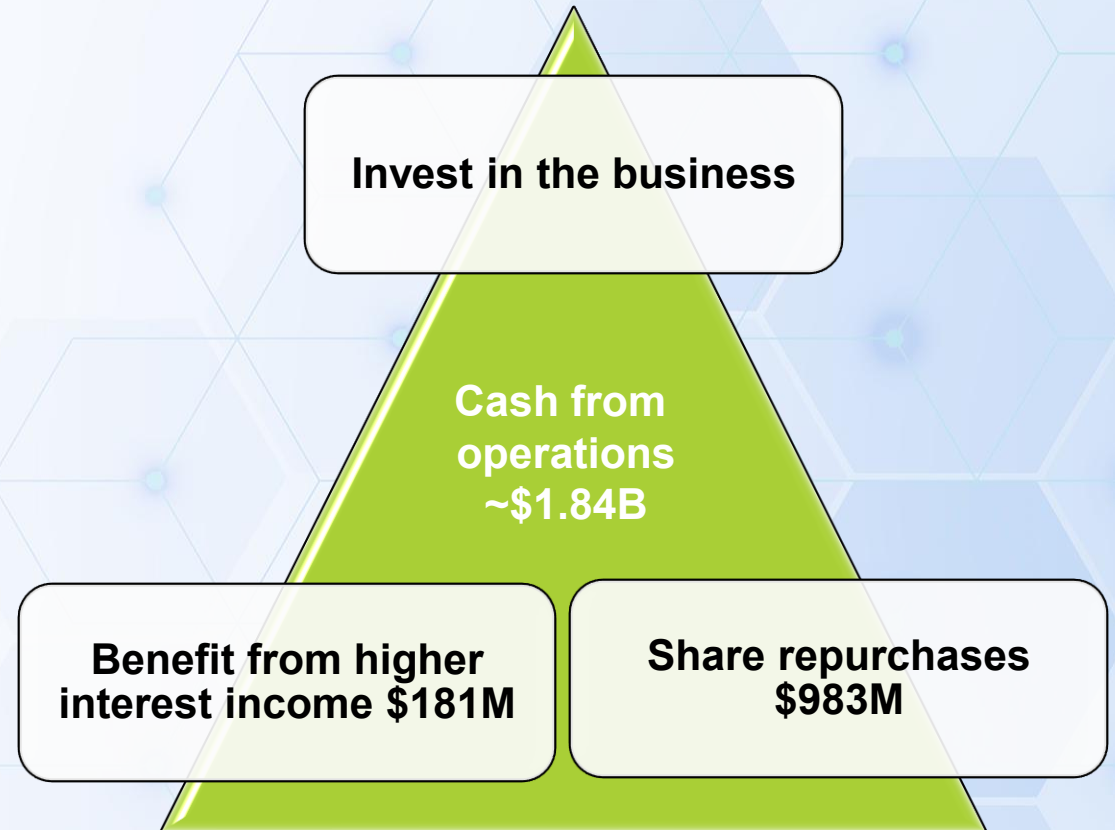 Invest in the business
Cash from
operations
~$1.84B
Benefit from higher
interest income $181M
Share repurchases
$983M